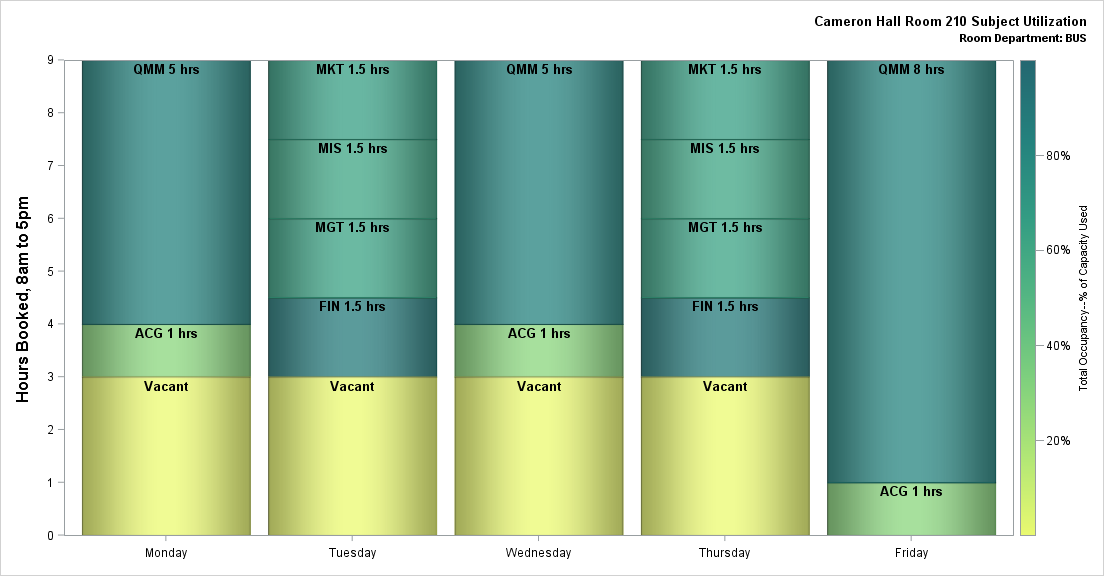 Cameron Hall Room 210 Subject Utilization
Room Department: BUS
Hours Booked, 8am to 5pm
9
8
7
6
5
4
3
2
1
0
QMM 5 hrs
ACG 1 hrs
Vacant
MKT 1.5 hrs
MIS 1.5 hrs
MGT 1.5 hrs
FIN 1.5 hrs
Vacant
QMM 5 hrs
ACG 1 hrs
Vacant
MKT 1.5 hrs
MIS 1.5 hrs
MGT 1.5 hrs
FIN 1.5 hrs
Vacant
QMM 8 hrs
ACG 1 hrs
Monday
Tuesday
Wednesday
Thursday
Friday
80%
60%
40%
20%
Total Occupancy--% of Capacity Used